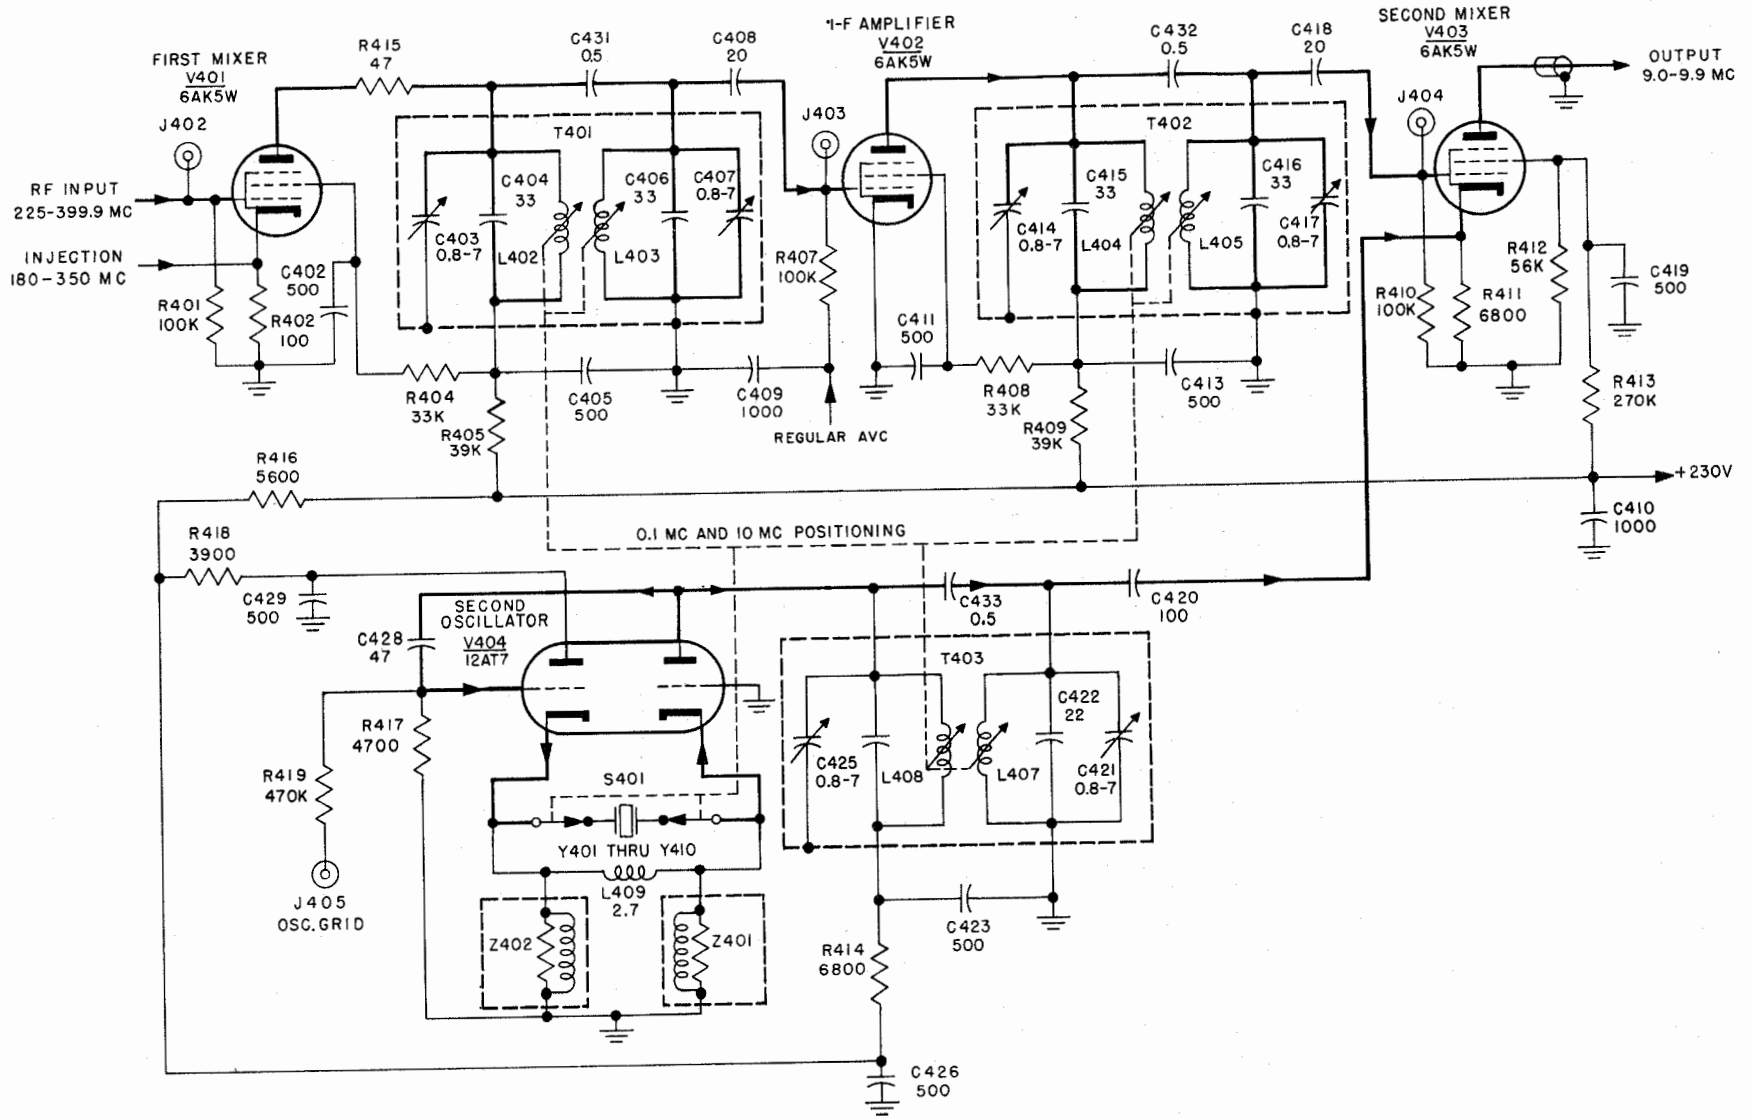 FIRST MIXER
V401
6AK5W
R415
47
C431
0.5
C408
20
I-F AMPLIFIER
V402
6AK5W
C432
0.5
C418
20
SECOND MIXER
V403
6AK5W
OUTPUT
9.0-9.9 MC
J402
J403
J404
RF INPUT
225-399.9 MC
INJECTION
180-350 MC
T401
C404
33
C406
33
C407
0.8-7
C403
0.8-7
L402
L403
T402
C415
33
C416
33
C414
0.8-7
L404
L405
C417
0.8-7
R401
100K
R402
100
C402
500
R407
100K
C411
500
R410
100K
R411
6800
R412
56K
C419
500
R404
33K
R405
39K
C405
500
C409
1000
REGULAR AVC
R408
33K
R409
39K
C413
500
R413
270K
R416
5600
+230V
C410
1000
R418
3900
C429
500
0.1 MC AND 10 MC POSITIONING
SECOND
OSCILLATOR
V404
12AT7
C428
47
C433
0.5
C420
100
R417
4700
R419
470K
J405
OSC. GRID
S401
Y401 THRU Y410
L409
2.7
Z402
Z401
T403
C425
0.8-7
L408
L407
C422
22
C421
0.8-7
C423
500
R414
6800
C426
500